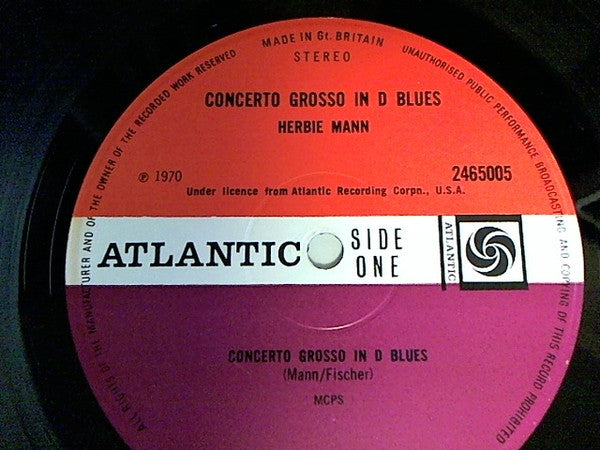 ALL RIGHTS OF THE MANUFACTURER AND OF THE OWNER OF THE RECORDED WORK RESERVED
MADE IN Gt. BRITAIN
UNAUTHORISED PUBLIC PERFORMANCE BROADCASTING AND COPYING OF THIS RECORD PROHIBITED
STEREO
CONCERTO GROSSO IN D BLUES
HERBIE MANN
℗ 1970
2465005
Under licence from Atlantic Recording Corpn., U.S.A.
ATLANTIC
SIDE
ONE
ATLANTIC
CONCERTO GROSSO IN D BLUES
(Mann/Fischer)
MCPS